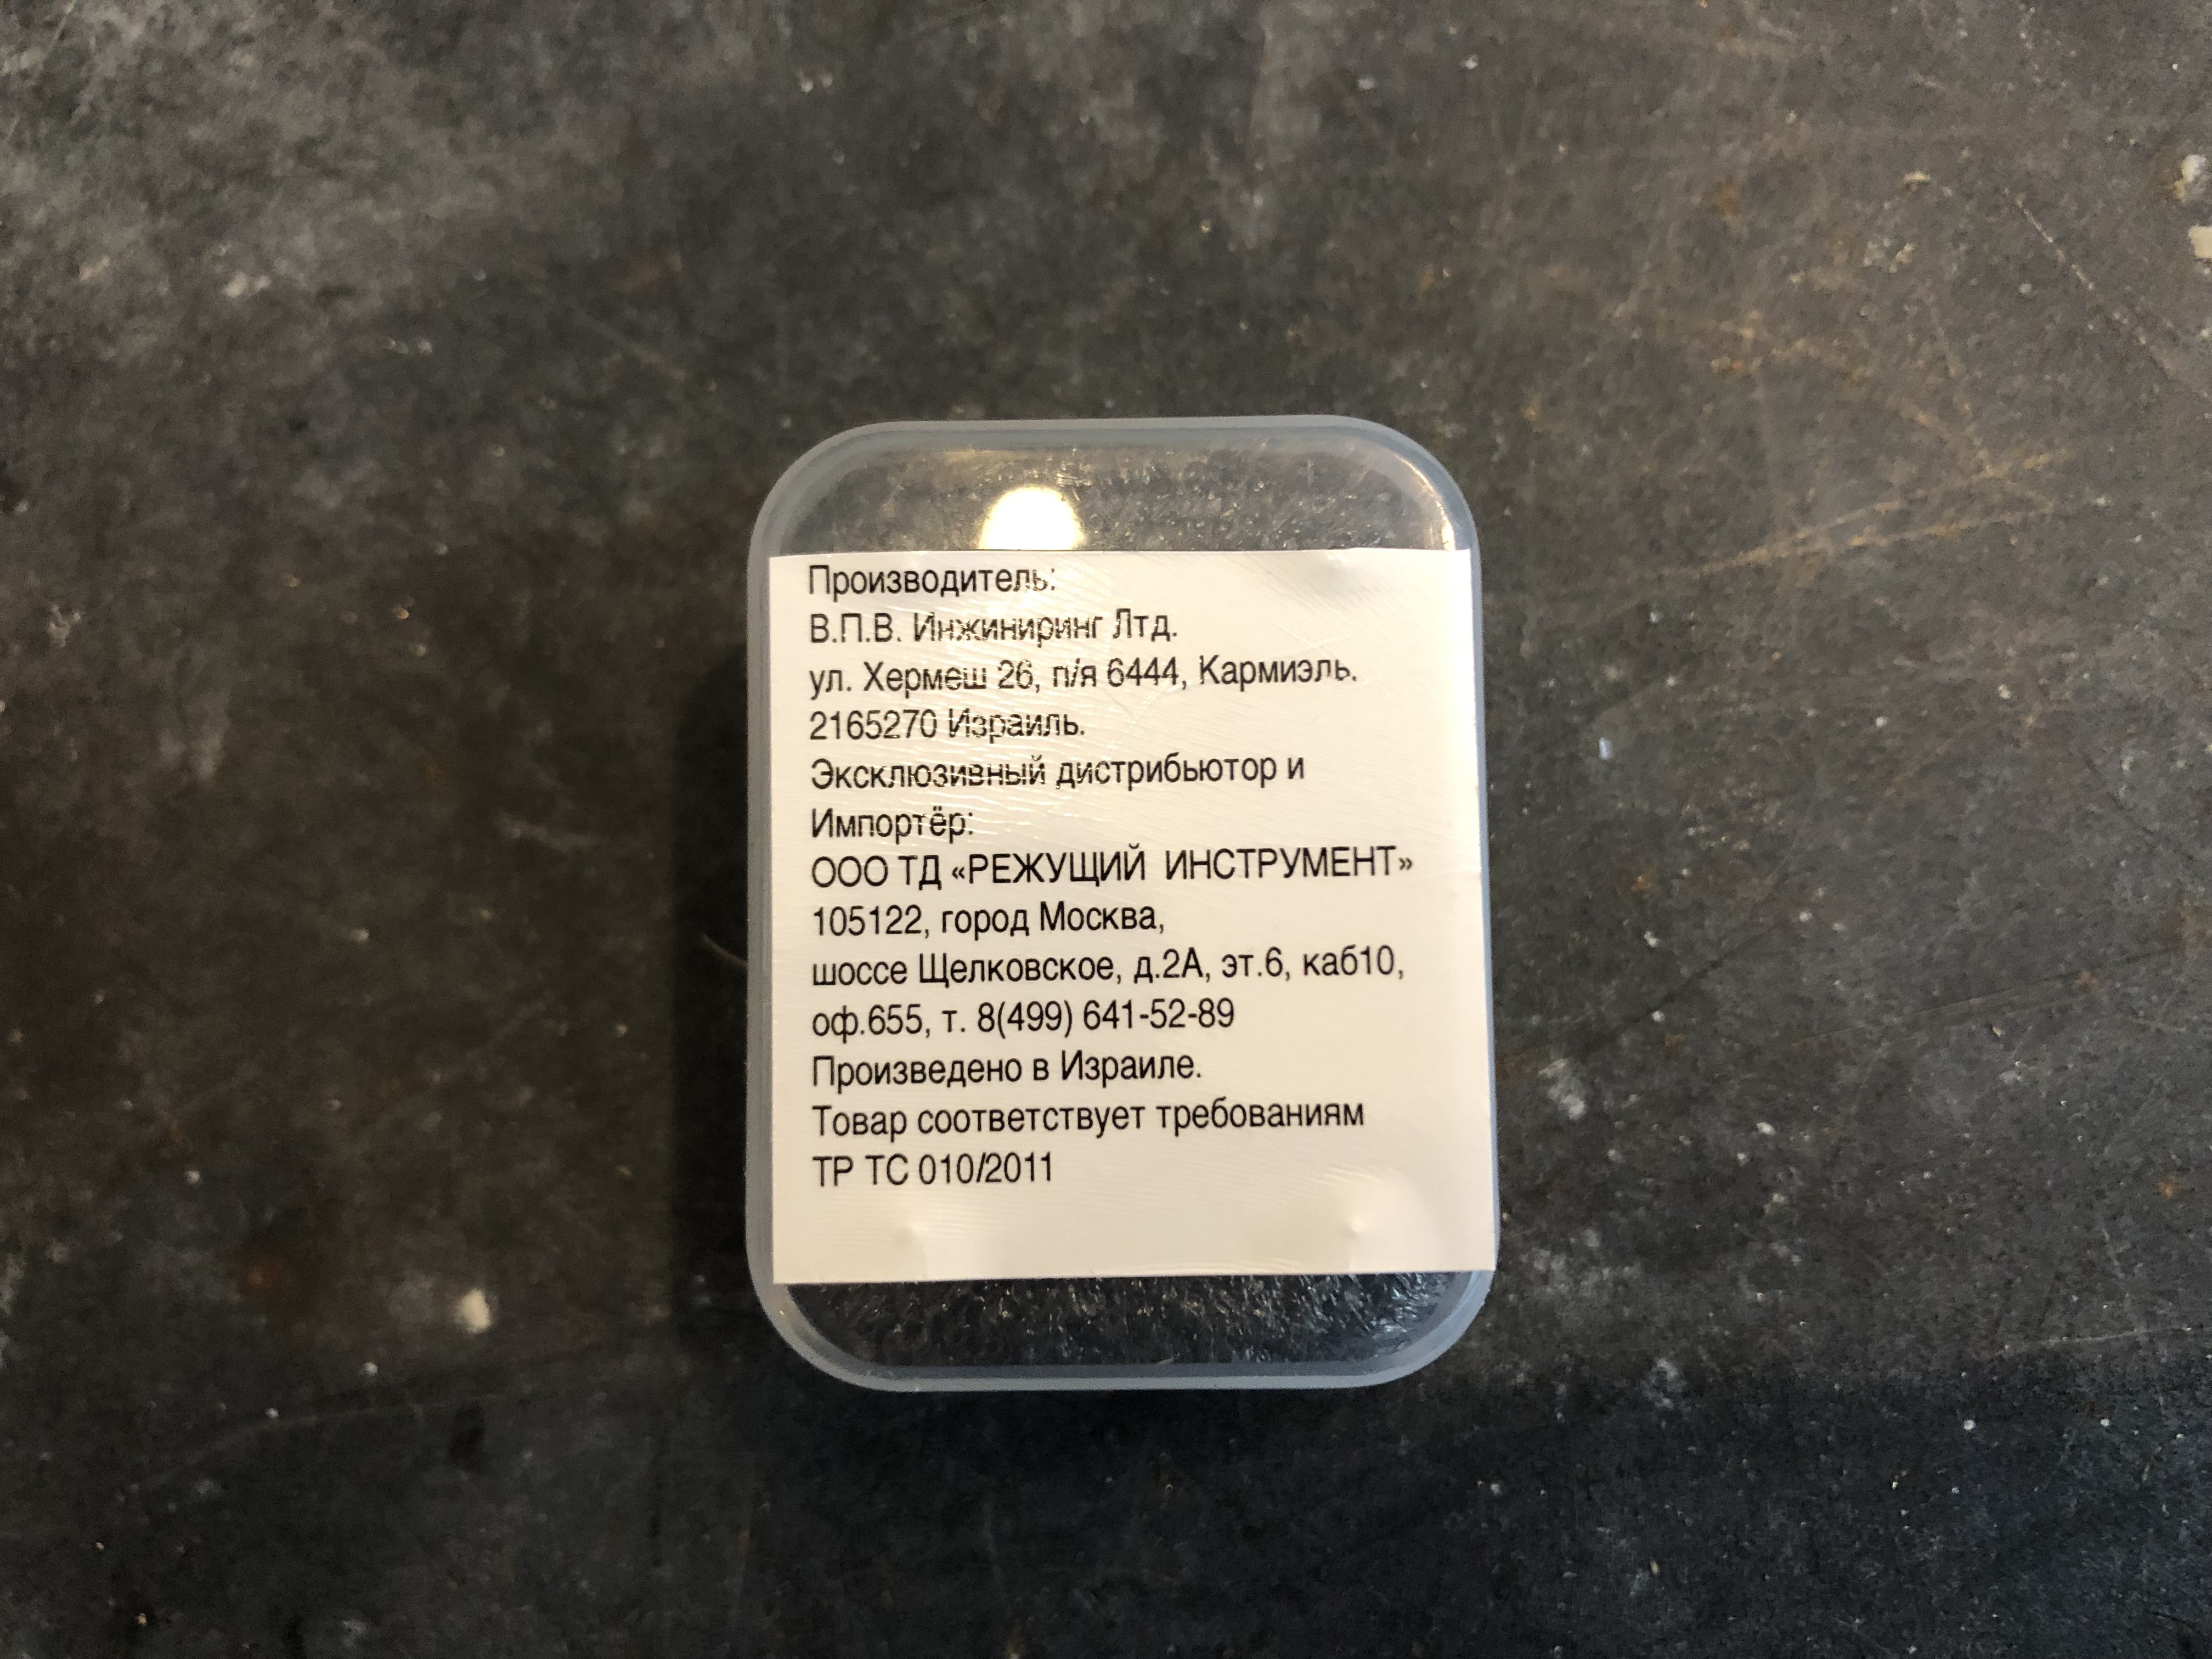 Производитель:
В.П.В. Инжиниринг Лтд.
ул. Хермеш 26, п/я 6444, Кармиэль.
2165270 Израиль.
Эксклюзивный дистрибьютор и
Импортёр:
ООО ТД «РЕЖУЩИЙ ИНСТРУМЕНТ»
105122, город Москва,
шоссе Щелковское, д.2А, эт.6, каб10,
оф.655, т. 8(499) 641-52-89
Произведено в Израиле.
Товар соответствует требованиям
ТР ТС 010/2011